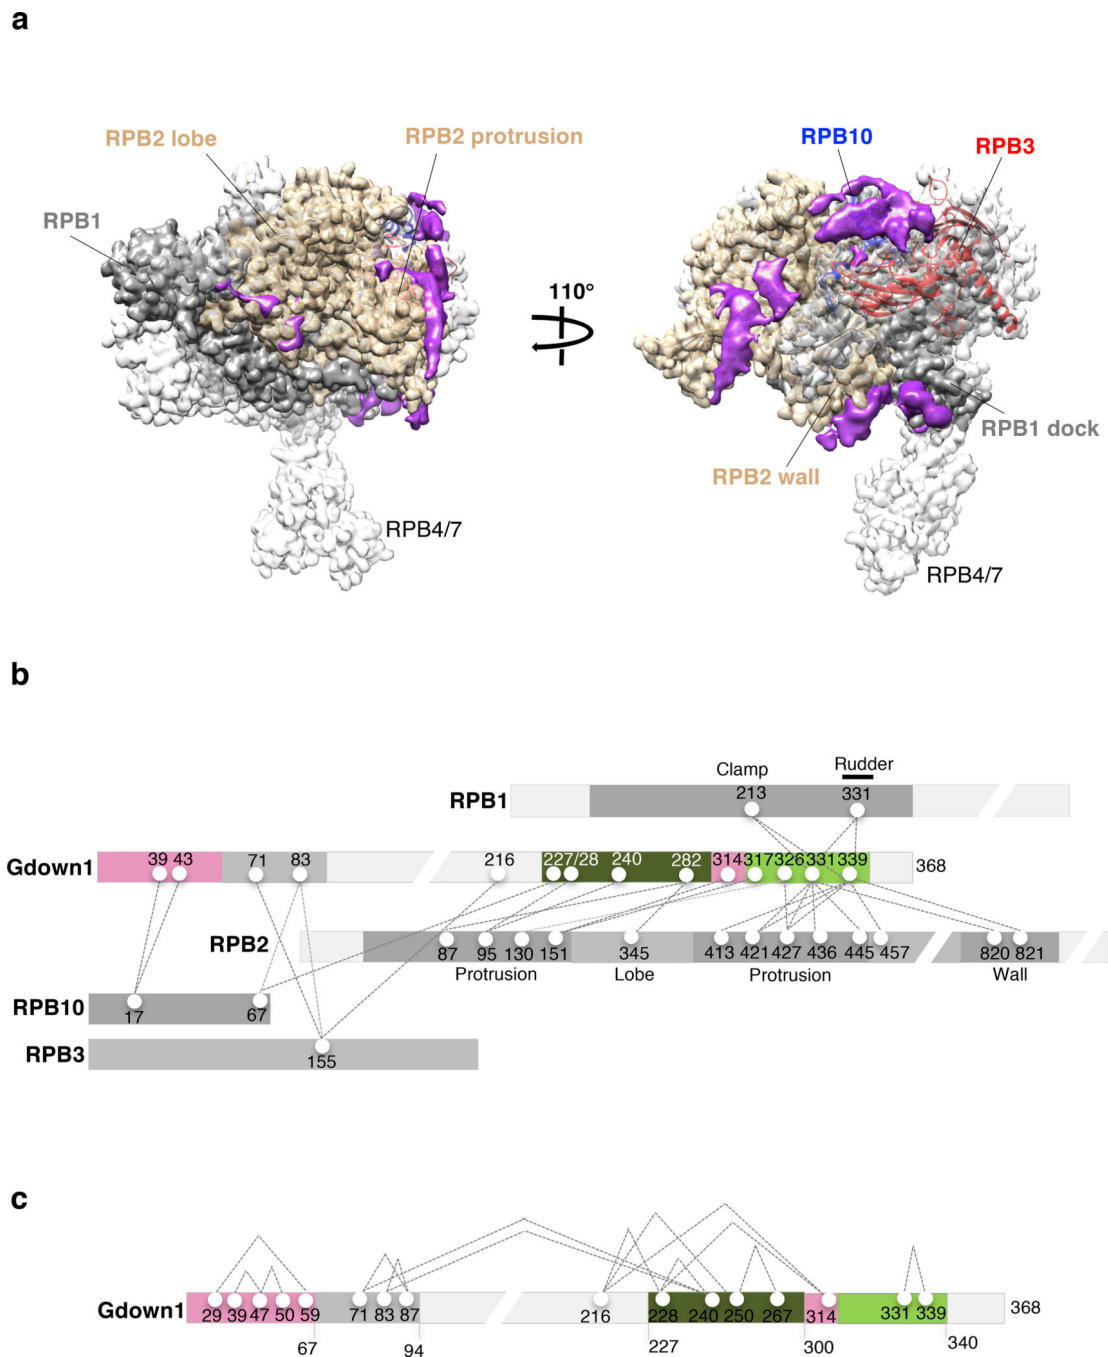 a
RPB2 lobe
RPB2 protrusion
RPB1
RPB4/7
110°
RPB10
RPB3
RPB1 dock
RPB2 wall
RPB4/7
b
Clamp
Rudder
RPB1
213
331
Gdown1
39 43 71 83 216 227/28 240 282 314 317 326 331 339 368
RPB2
87 95 130 151 345 413 421 427 436 445 457 820 821
Protrusion Lobe Protrusion Wall
RPB10
17 67
RPB3
155
c
Gdown1
29 39 47 50 59 71 83 87 216 228 240 250 267 314 331 339 368
67 94 227 300 340